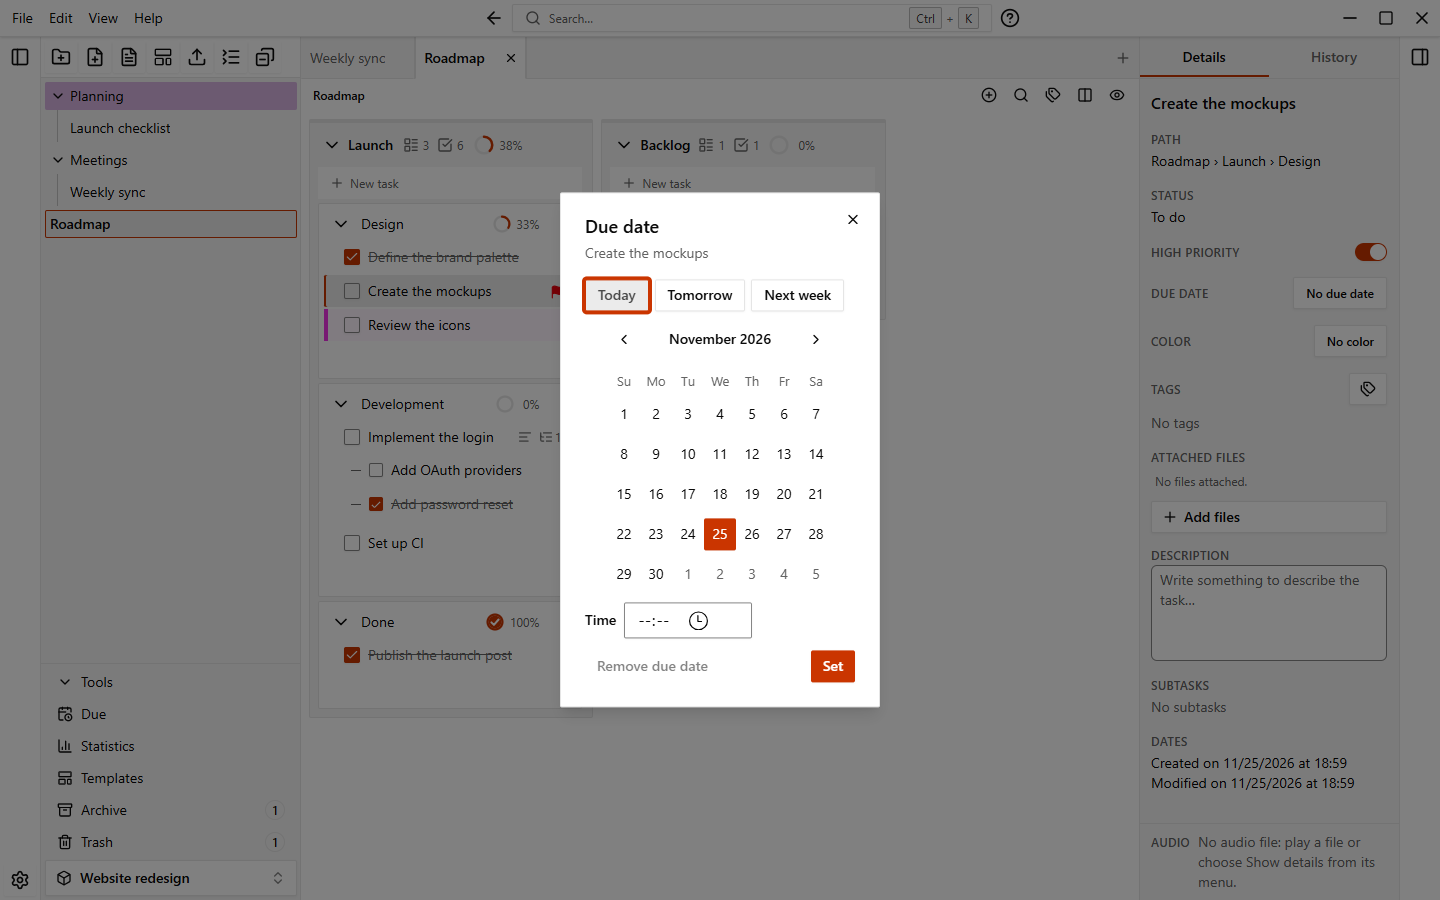 File Edit View Help
Search... Ctrl + K
Planning
Launch checklist
Meetings
Weekly sync
Roadmap
Tools
Due
Statistics
Templates
Archive 1
Trash 1
Website redesign
Weekly sync Roadmap
Roadmap
Launch 3 6 38%
New task
Design 33%
Define the brand palette
Create the mockups
Review the icons
Development 0%
Implement the login 1
Add OAuth providers
Add password reset
Set up CI
Done 100%
Publish the launch post
Backlog 1 1 0%
New task
Due date
Create the mockups
Today Tomorrow Next week
November 2026
Su Mo Tu We Th Fr Sa
1 2 3 4 5 6 7
8 9 10 11 12 13 14
15 16 17 18 19 20 21
22 23 24 25 26 27 28
29 30 1 2 3 4 5
Time --:--
Remove due date Set
Details History
Create the mockups
PATH
Roadmap › Launch › Design
STATUS
To do
HIGH PRIORITY
DUE DATE No due date
COLOR No color
TAGS
No tags
ATTACHED FILES
No files attached.
Add files
DESCRIPTION
Write something to describe the
task...
SUBTASKS
No subtasks
DATES
Created on 11/25/2026 at 18:59
Modified on 11/25/2026 at 18:59
AUDIO No audio file: play a file or
choose Show details from its
menu.